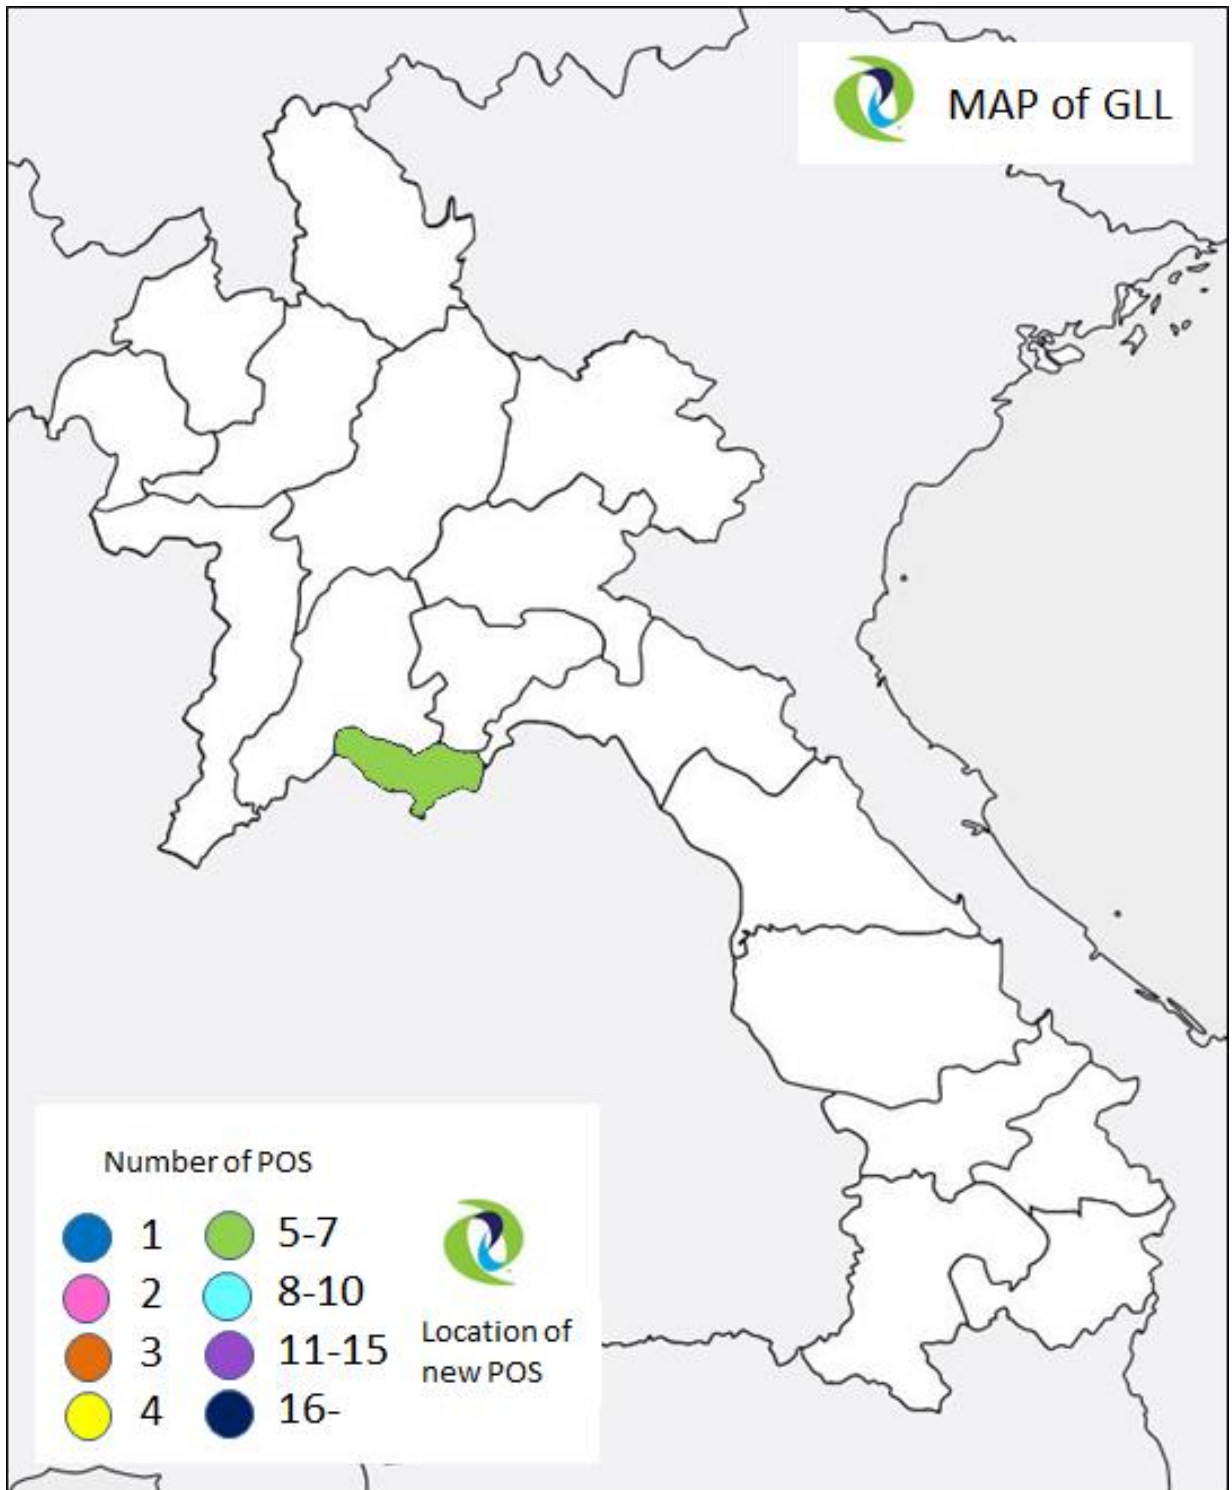 MAP of GLL
Number of POS
1
2
3
4
5-7
8-10
11-15
16-
Location of
new POS